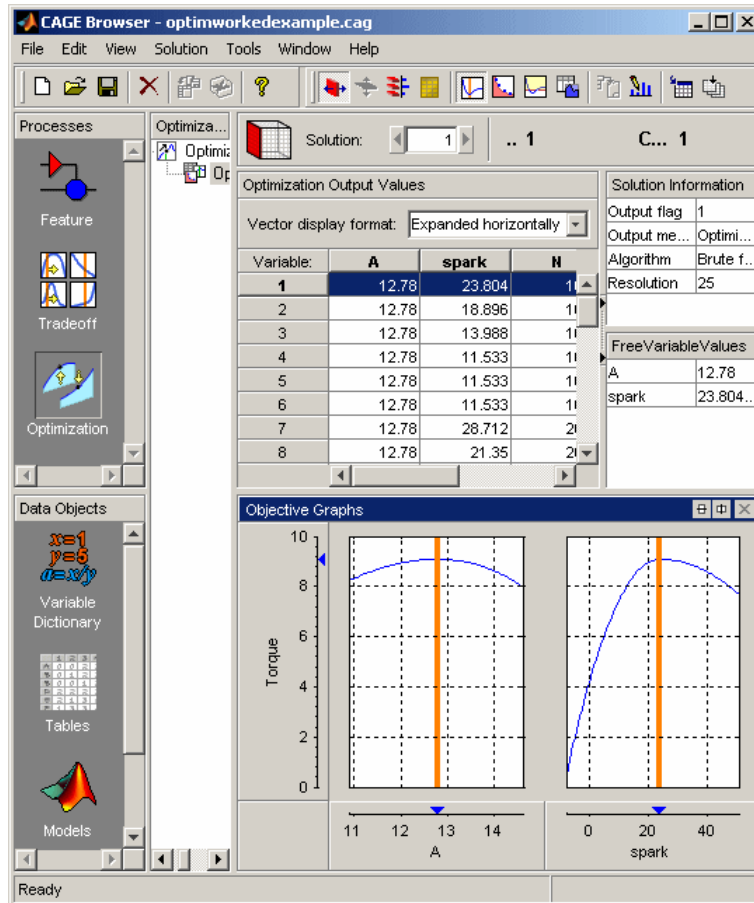 CAGE Browser - optimworkedexample.cag
File Edit View Solution Tools Window Help
Processes
Feature
Tradeoff
Optimization
Optimiza...
Solution: 1 .. 1 C... 1
Optimization Output Values
Vector display format: Expanded horizontally
Variable: A spark N
1 12.78 23.804
2 12.78 18.896
3 12.78 13.988
4 12.78 11.533
5 12.78 11.533
6 12.78 11.533
7 12.78 28.712
8 12.78 21.35
Solution Information
Output flag 1
Output me... Optimi...
Algorithm Brute f...
Resolution 25
FreeVariableValues
A 12.78
spark 23.804...
Data Objects
x=1
y=5
a=x/y
Variable
Dictionary
Tables
Models
Objective Graphs
10
8
6
4
2
0
Torque
11 12 13 14
A
0 20 40
spark
Ready